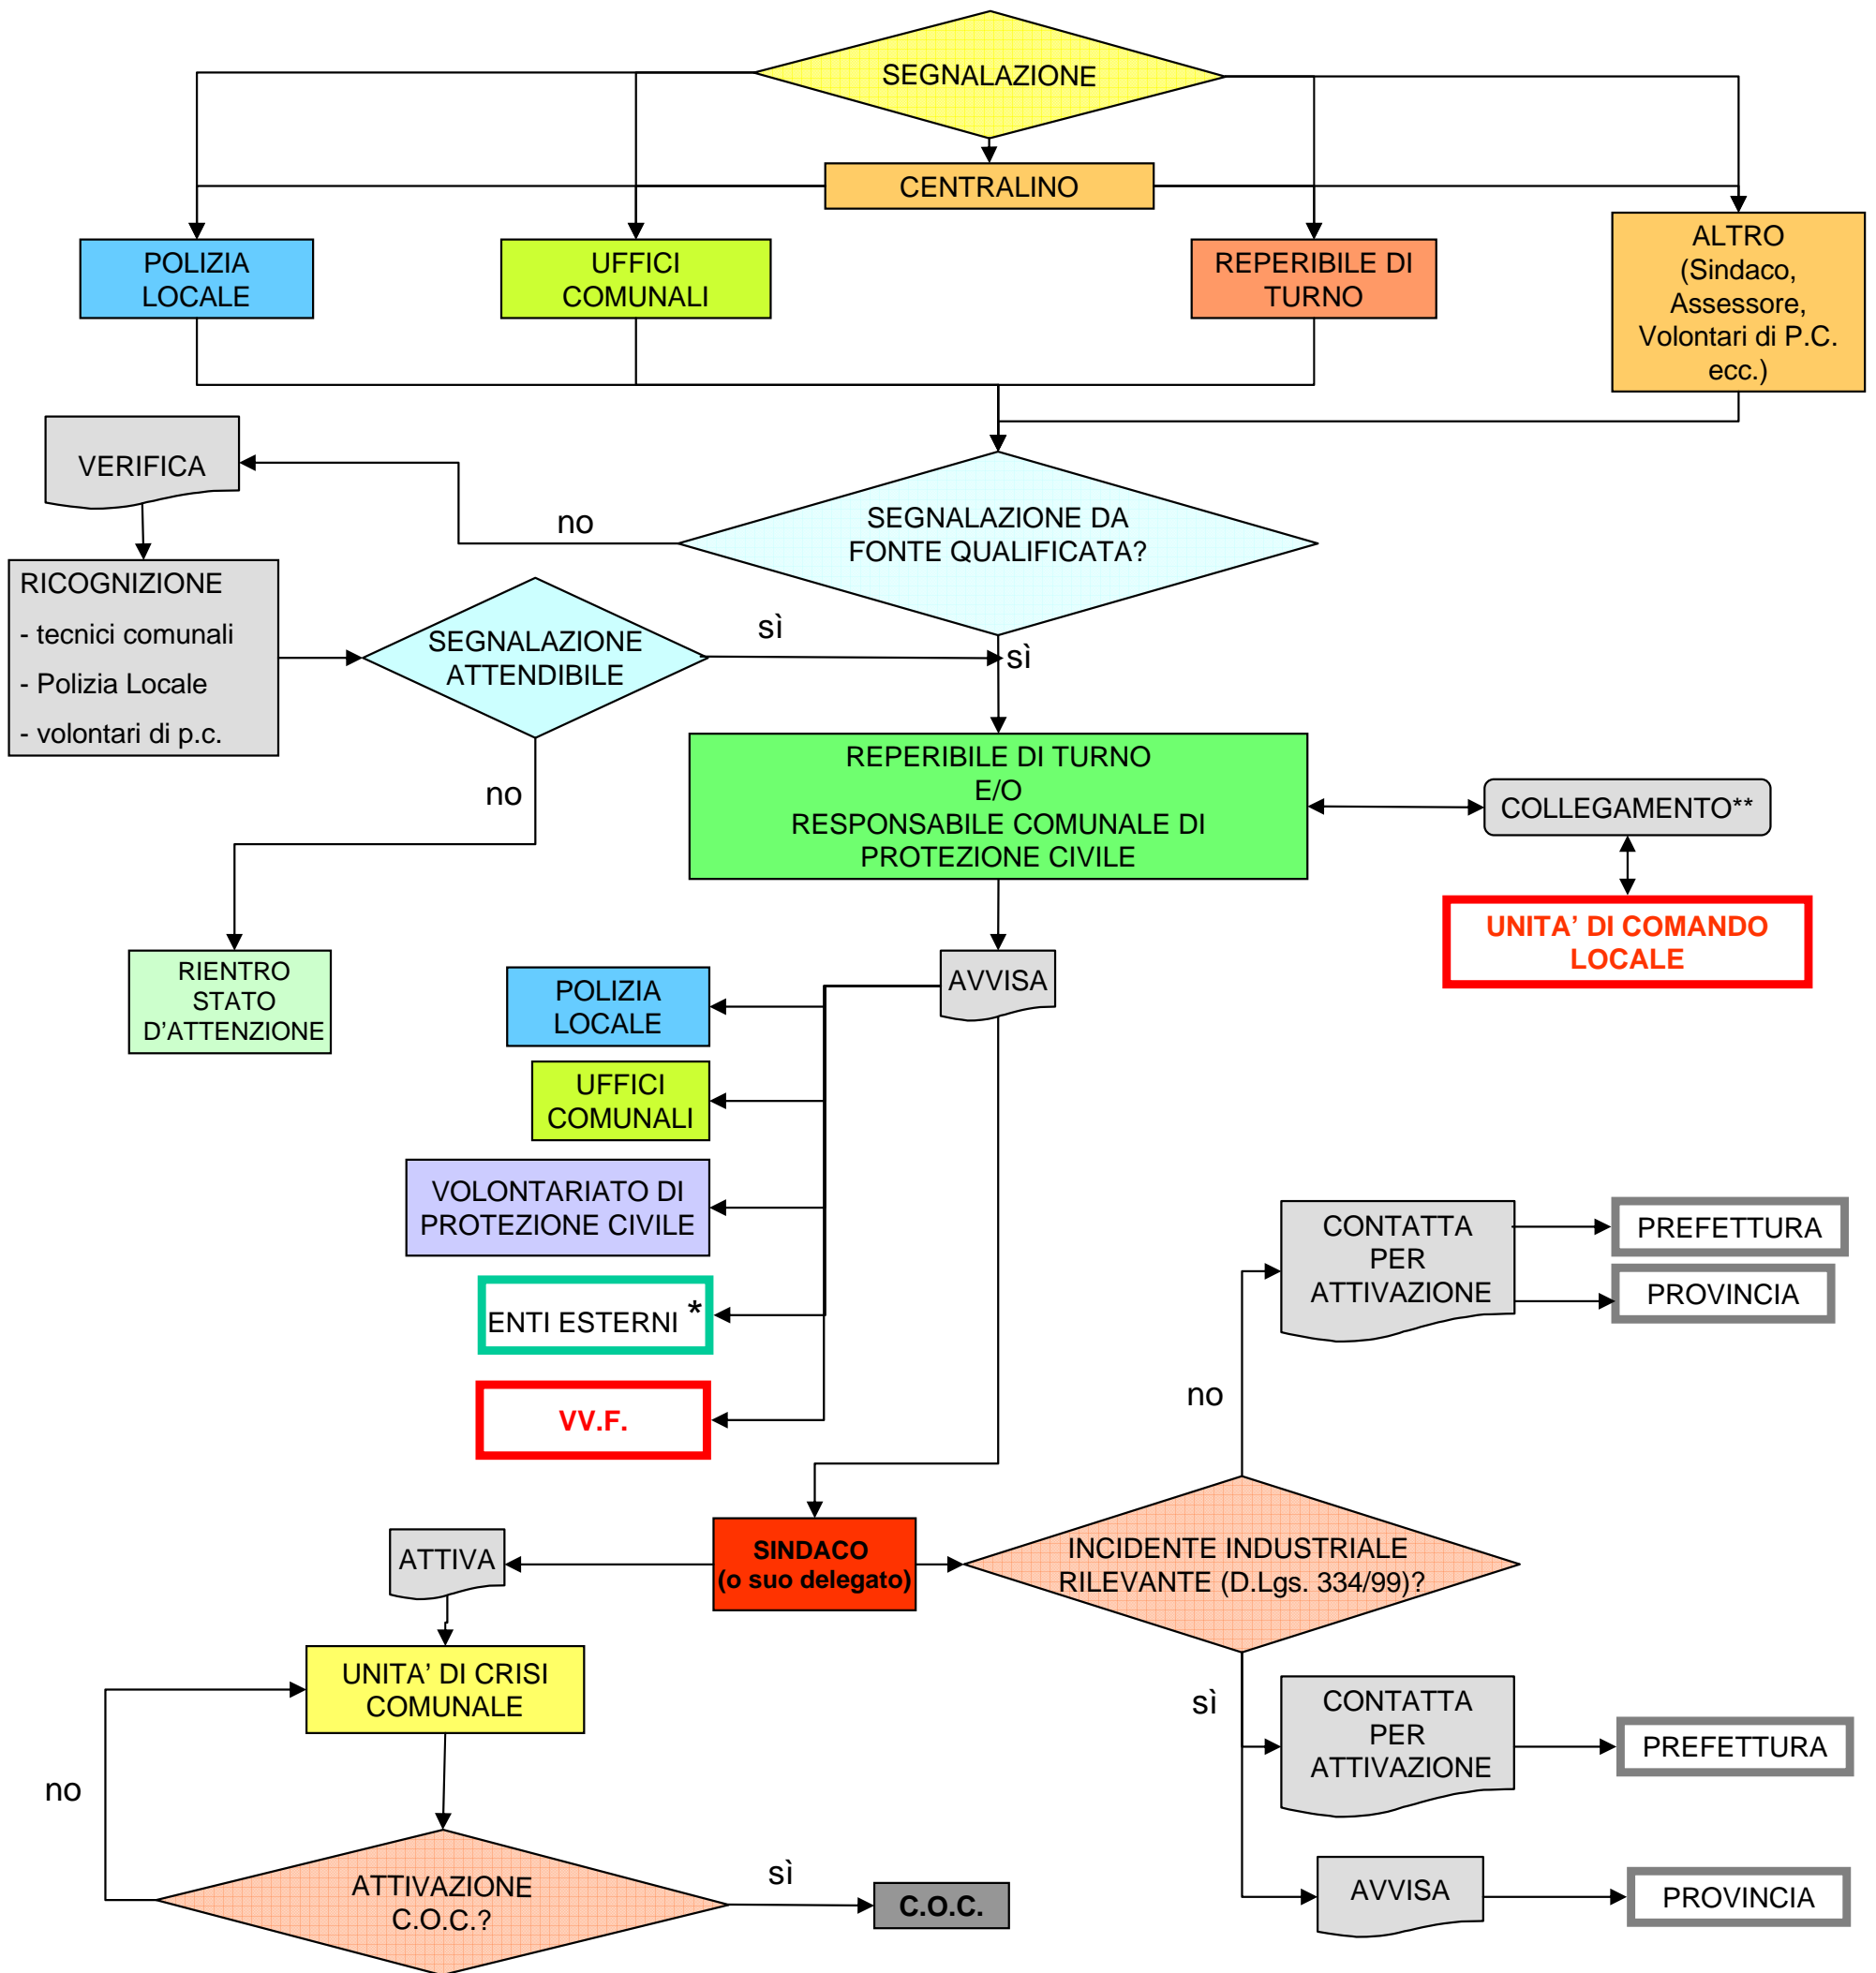 SEGNALAZIONE
CENTRALINO
POLIZIA
LOCALE
UFFICI
COMUNALI
REPERIBILE DI
TURNO
ALTRO
(Sindaco,
Assessore,
Volontari di P.C.
ecc.)
VERIFICA
no
SEGNALAZIONE DA
FONTE QUALIFICATA?
RICOGNIZIONE
- tecnici comunali
- Polizia Locale
- volontari di p.c.
SEGNALAZIONE
ATTENDIBILE
sì
sì
no
REPERIBILE DI TURNO
E/O
RESPONSABILE COMUNALE DI
PROTEZIONE CIVILE
COLLEGAMENTO**
UNITA' DI COMANDO
LOCALE
RIENTRO
STATO
D'ATTENZIONE
AVVISA
POLIZIA
LOCALE
UFFICI
COMUNALI
VOLONTARIATO DI
PROTEZIONE CIVILE
ENTI ESTERNI *
VV.F.
CONTATTA
PER
ATTIVAZIONE
PREFETTURA
PROVINCIA
no
ATTIVA
SINDACO
(o suo delegato)
INCIDENTE INDUSTRIALE
RILEVANTE (D.Lgs. 334/99)?
UNITA' DI CRISI
COMUNALE
sì
CONTATTA
PER
ATTIVAZIONE
PREFETTURA
no
ATTIVAZIONE
C.O.C.?
sì
C.O.C.
AVVISA
PROVINCIA